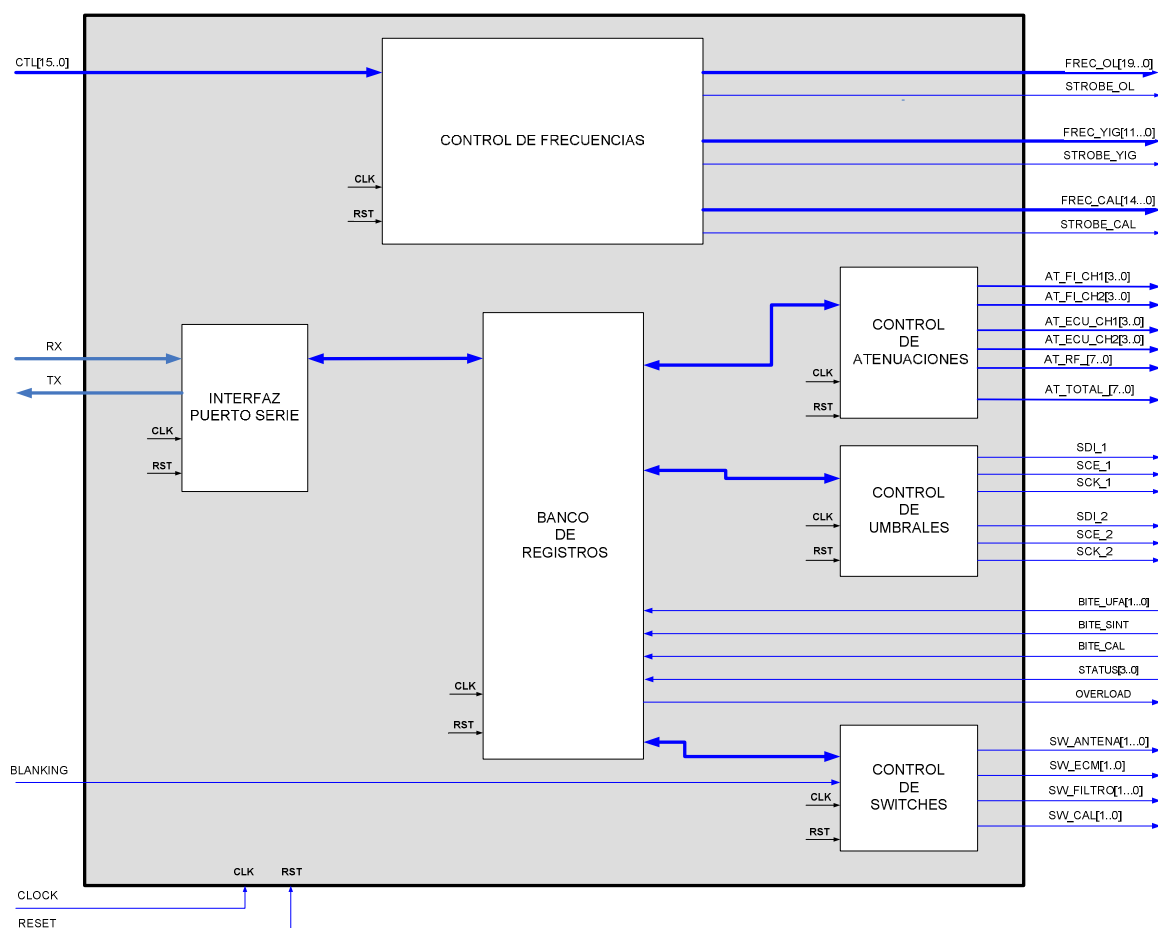 CTL[15..0]
CONTROL DE FRECUENCIAS
CLK
RST
FREC_OL[19...0]
STROBE_OL
FREC_YIG[11...0]
STROBE_YIG
FREC_CAL[14...0]
STROBE_CAL
RX
TX
INTERFAZ
PUERTO SERIE
CLK
RST
BANCO
DE
REGISTROS
CLK
RST
CONTROL
DE
ATENUACIONES
CLK
RST
AT_FI_CH1[3..0]
AT_FI_CH2[3..0]
AT_ECU_CH1[3..0]
AT_ECU_CH2[3..0]
AT_RF_[7..0]
AT_TOTAL_[7..0]
CONTROL
DE
UMBRALES
CLK
RST
SDI_1
SCE_1
SCK_1
SDI_2
SCE_2
SCK_2
BITE_UFA[1...0]
BITE_SINT
BITE_CAL
STATUS[3..0]
OVERLOAD
BLANKING
CONTROL
DE
SWITCHES
CLK
RST
SW_ANTENA[1...0]
SW_ECM[1..0]
SW_FILTRO[1...0]
SW_CAL[1..0]
CLK
RST
CLOCK
RESET